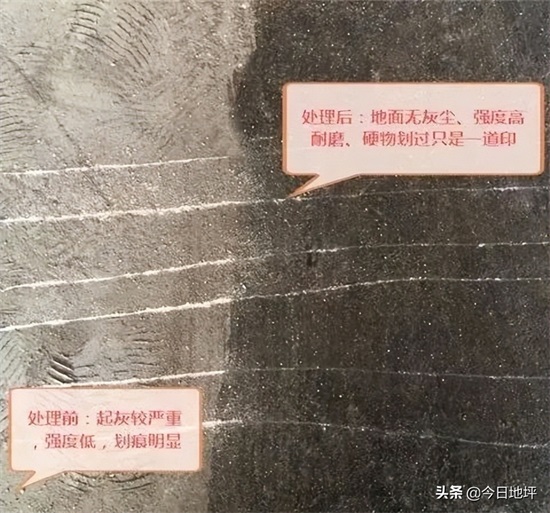 处理后：地面无灰尘、强度高
耐磨、硬物划过只是一道印
处理前：起灰较严重
，强度低，划痕明显
头条 @今日地坪